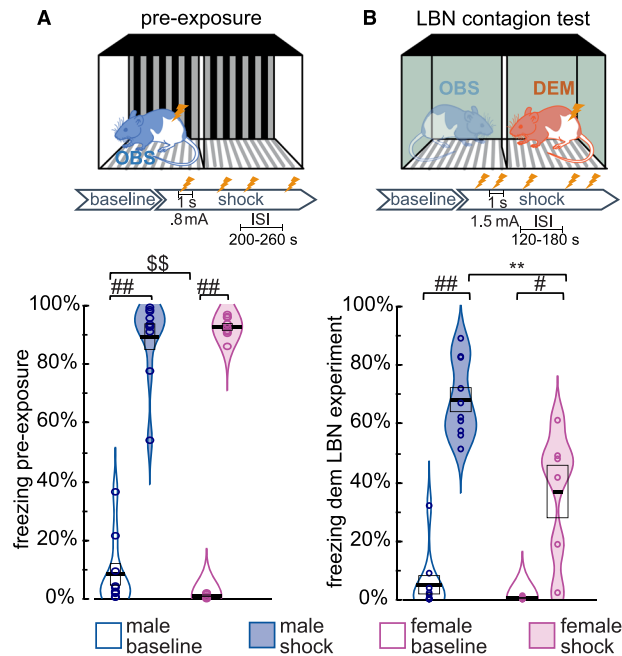 A pre-exposure
OBS
baseline shock
1 s
.8mA ISI
200-260 s
$$
## ##
freezing pre-exposure
100%
80%
60%
40%
20%
0%
B LBN contagion test
OBS DEM
baseline shock
1 s
1.5 mA ISI
120-180 s
**
## #
freezing dem LBN experiment
100%
80%
60%
40%
20%
0%
male baseline
male shock
female baseline
female shock